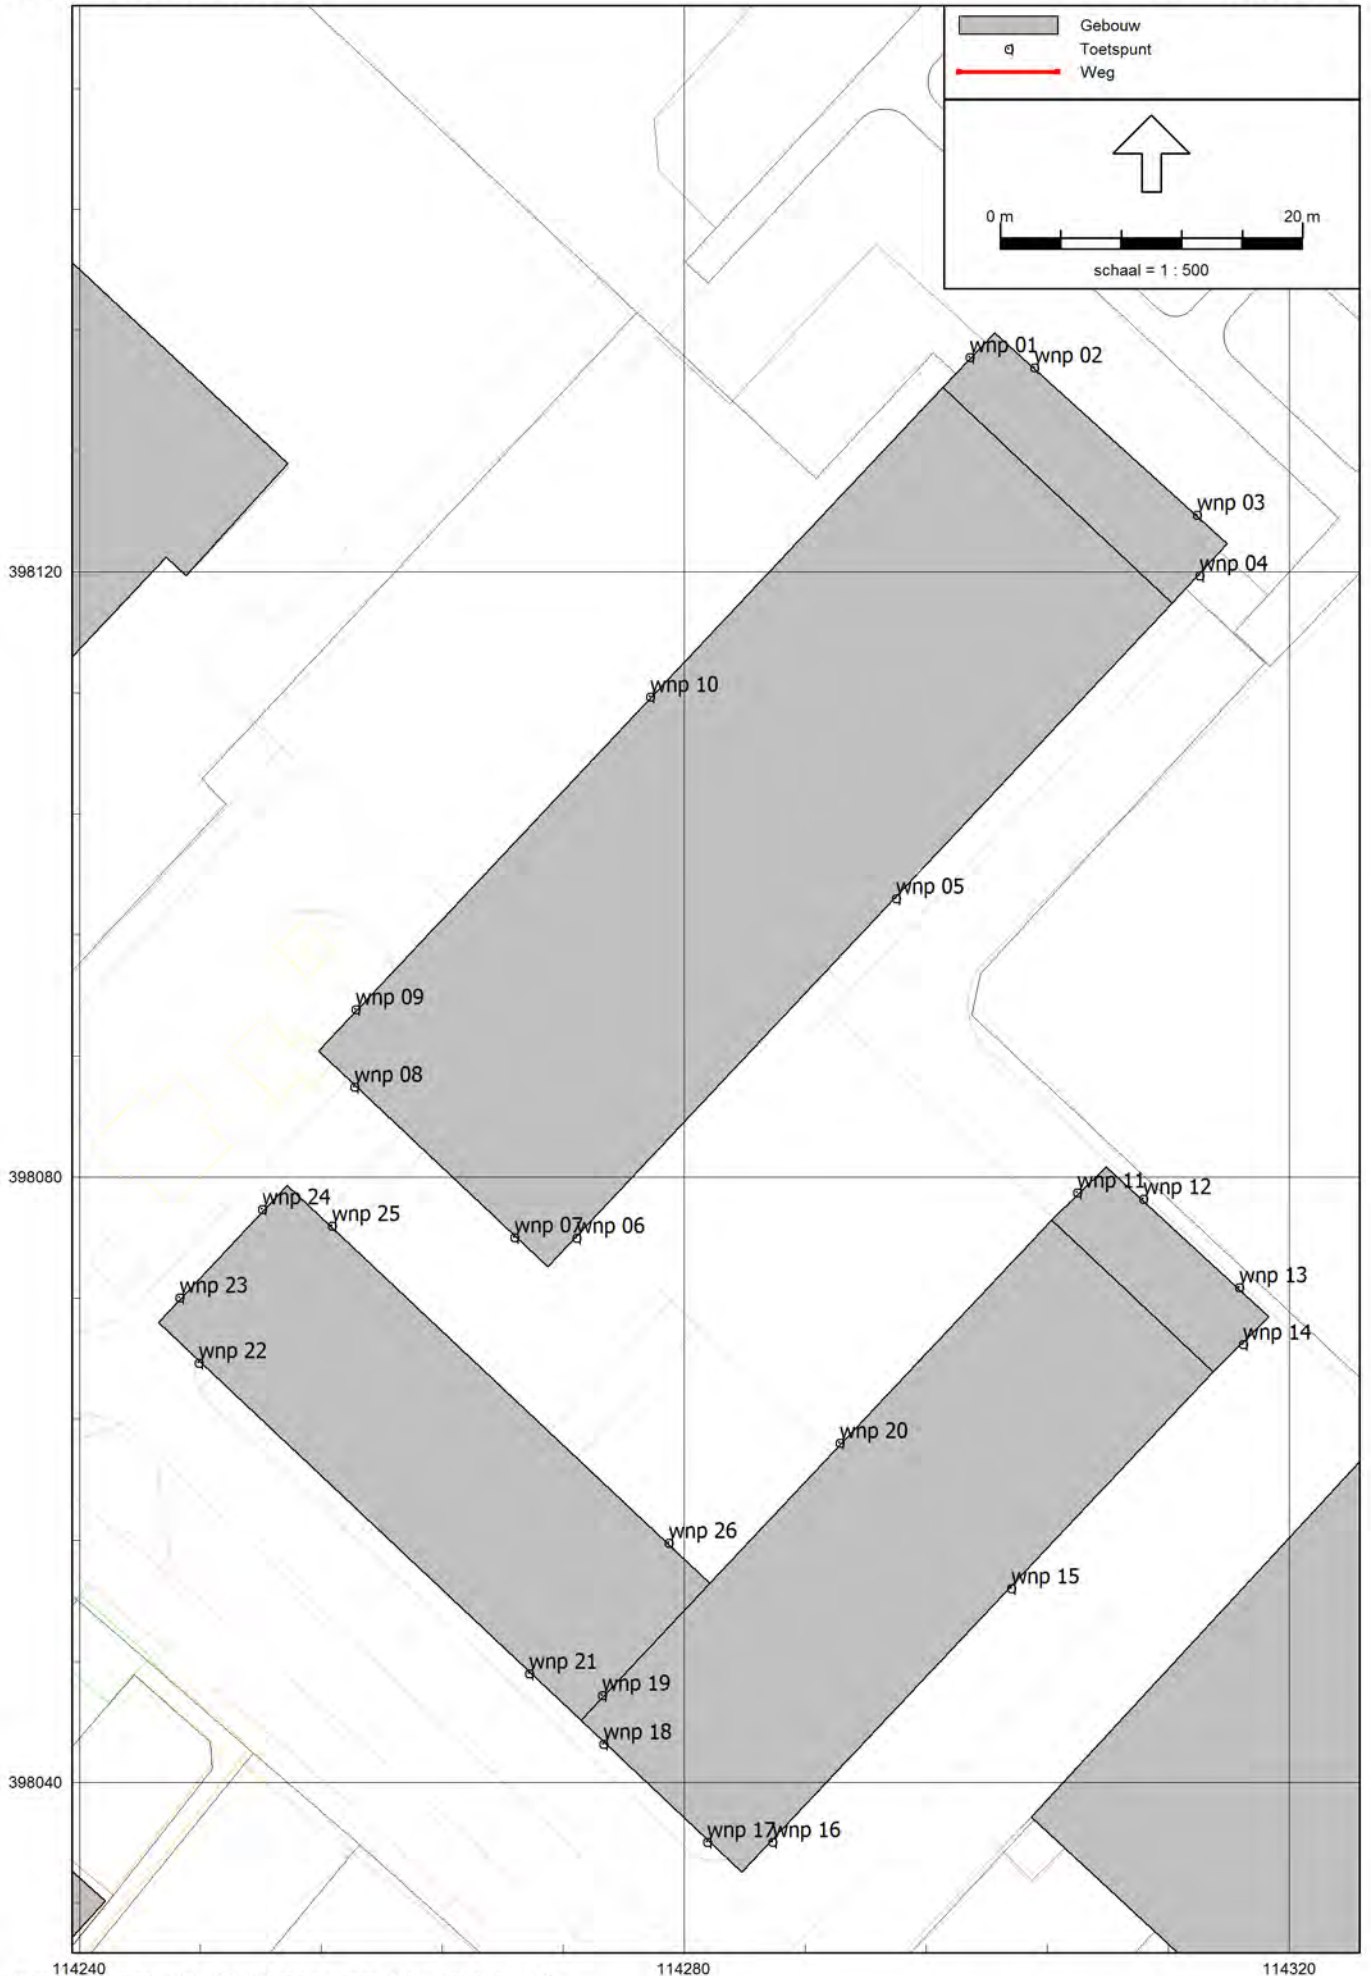 Gebouw
Toetspunt
Weg
0 m 20 m
schaal = 1 : 500
wnp 01
wnp 02
wnp 03
398120
wnp 04
wnp 10
wnp 05
wnp 09
wnp 08
398080
wnp 11
wnp 12
wnp 24
wnp 25
wnp 07
wnp 06
wnp 23
wnp 13
wnp 14
wnp 22
wnp 20
wnp 26
wnp 15
wnp 21
wnp 19
wnp 18
398040
wnp 17
wnp 16
114240 114280 114320